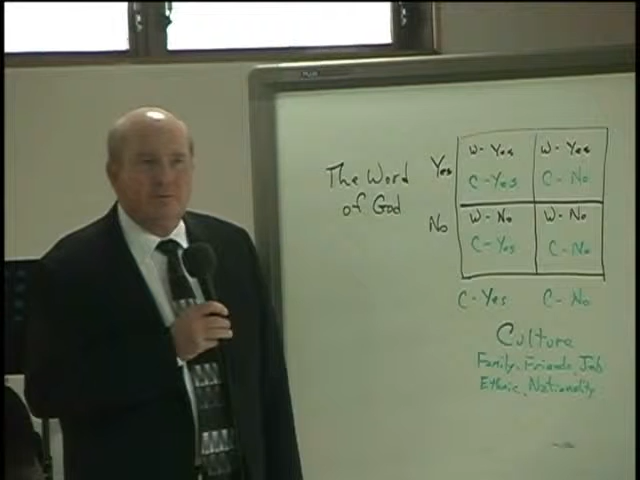 The Word
of God
Yes
No
W- Yes
W- Yes
C-Yes
C- No
W- No
W- No
C- Yes
C- No
C-Yes
C- No
Culture
Family, Friends, Job
Ethnic, Nationality